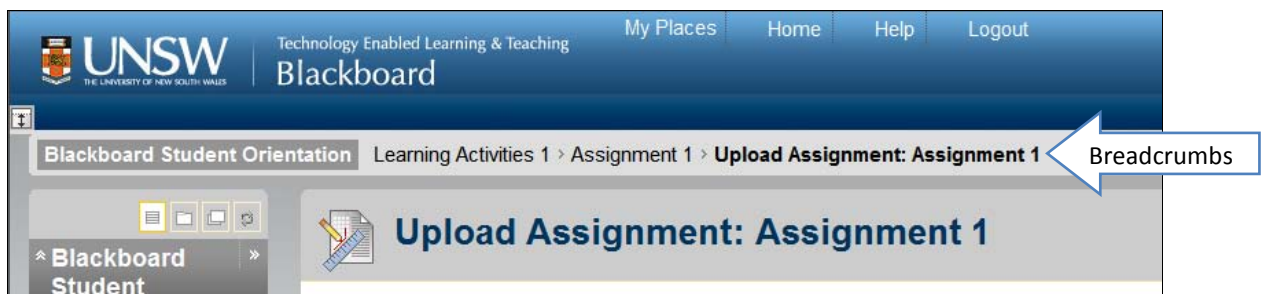 My Places Home Help Logout
UNSW
THE UNIVERSITY OF NEW SOUTH WALES
Technology Enabled Learning & Teaching
Blackboard
Blackboard Student Orientation Learning Activities 1 > Assignment 1 > Upload Assignment: Assignment 1
Breadcrumbs
Upload Assignment: Assignment 1
Blackboard
Student